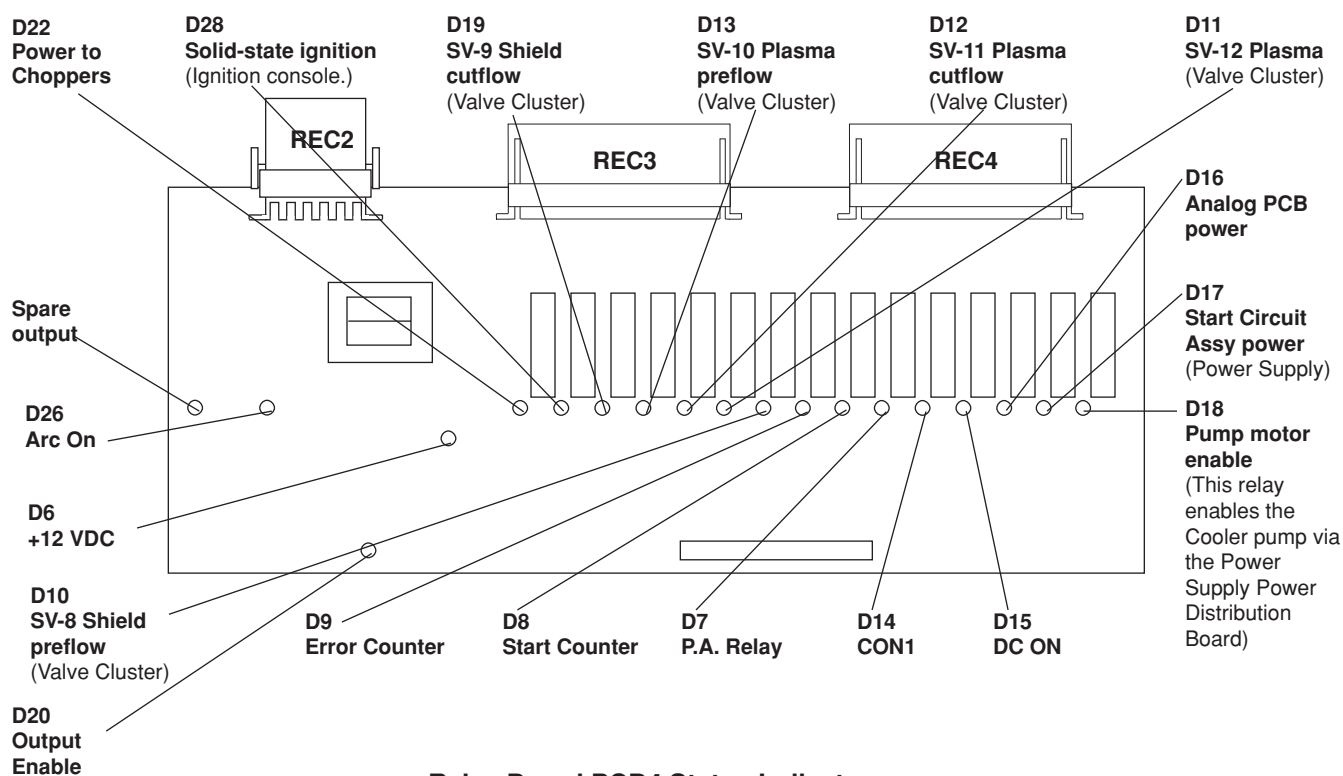 D22
Power to
Choppers
D28
Solid-state ignition
(Ignition console.)
D19
SV-9 Shield
cutflow
(Valve Cluster)
D13
SV-10 Plasma
preflow
(Valve Cluster)
D12
SV-11 Plasma
cutflow
(Valve Cluster)
D11
SV-12 Plasma
(Valve Cluster)
REC2
REC3
REC4
D16
Analog PCB
power
D17
Start Circuit
Assy power
(Power Supply)
Spare
output
D26
Arc On
D18
Pump motor
enable
(This relay
enables the
Cooler pump via
the Power
Supply Power
Distribution
Board)
D6
+12 VDC
D10
SV-8 Shield
preflow
(Valve Cluster)
D9
Error Counter
D8
Start Counter
D7
P.A. Relay
D14
CON1
D15
DC ON
D20
Output
Enable